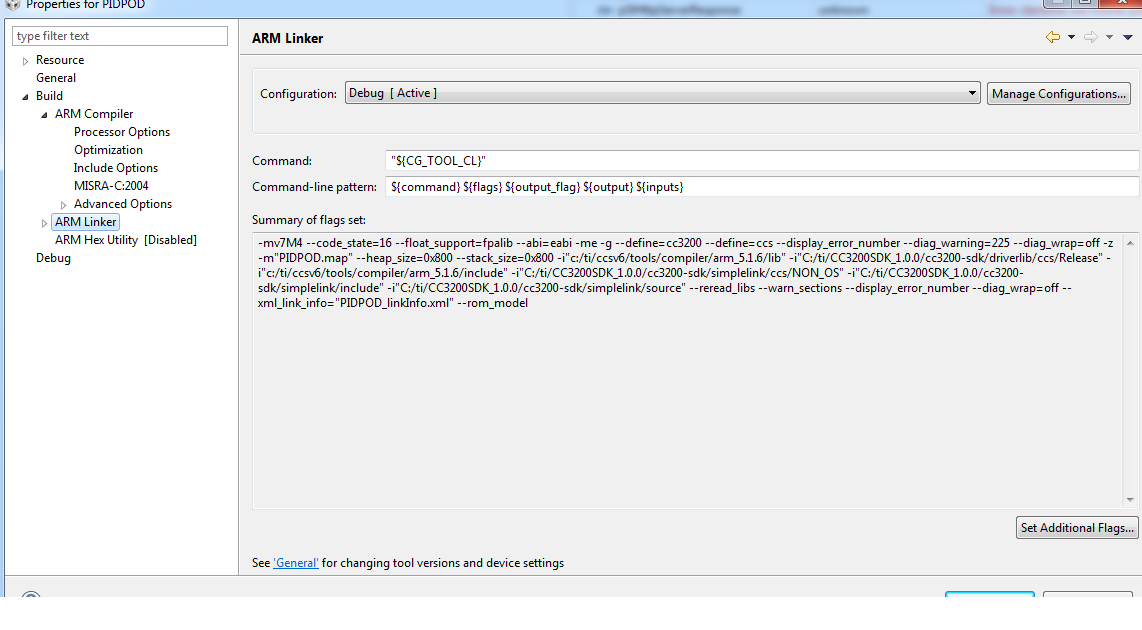 Properties for PIDPOD
type filter text
Resource
General
Build
ARM Compiler
Processor Options
Optimization
Include Options
MISRA-C:2004
Advanced Options
ARM Linker
ARM Hex Utility [Disabled]
Debug
ARM Linker
Configuration: Debug [ Active ] Manage Configurations...
Command: "${CG_TOOL_CL}"
Command-line pattern: ${command} ${flags} ${output_flag} ${output} ${inputs}
Summary of flags set:
-mv7M4 --code_state=16 --float_support=fpalib --abi=eabi -me -g --define=cc3200 --define=ccs --display_error_number --diag_warning=225 --diag_wrap=off -z
-m"PIDPOD.map" --heap_size=0x800 --stack_size=0x800 -i"c:/ti/ccsv6/tools/compiler/arm_5.1.6/lib" -i"C:/ti/CC3200SDK_1.0.0/cc3200-sdk/driverlib/ccs/Release" -
i"c:/ti/ccsv6/tools/compiler/arm_5.1.6/include" -i"C:/ti/CC3200SDK_1.0.0/cc3200-sdk/simplelink/ccs/NON_OS" -i"C:/ti/CC3200SDK_1.0.0/cc3200-
sdk/simplelink/include" -i"C:/ti/CC3200SDK_1.0.0/cc3200-sdk/simplelink/source" --reread_libs --warn_sections --display_error_number --diag_wrap=off --
xml_link_info="PIDPOD_linkInfo.xml" --rom_model
Set Additional Flags...
See 'General' for changing tool versions and device settings